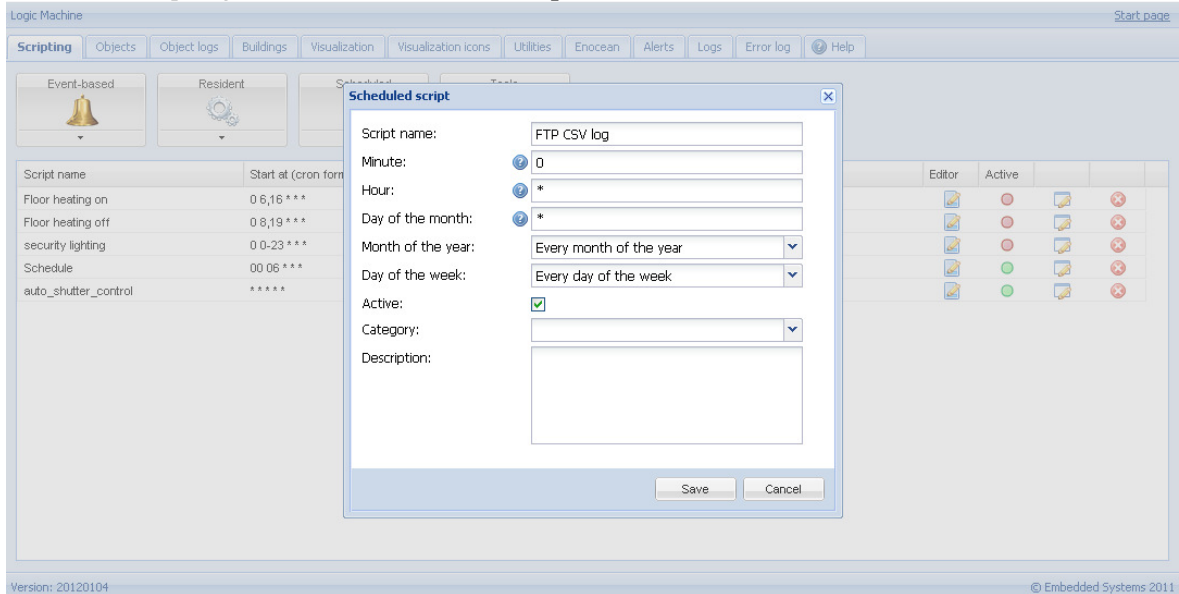 Logic Machine Start page
Scripting Objects Object logs Buildings Visualization Visualization icons Utilities Enocean Alerts Logs Error log Help
Event-based Resident
Scheduled script
Script name: FTP CSV log
Minute: 0
Hour: *
Day of the month: *
Month of the year: Every month of the year
Day of the week: Every day of the week
Active:
Category:
Description:
Save Cancel
Script name Start at (cron form Editor Active
Floor heating on 0 6,16 * * *
Floor heating off 0 8,19 * * *
security lighting 0 0-23 * * *
Schedule 00 06 * * *
auto_shutter_control * * * * *
Version: 20120104 © Embedded Systems 2011